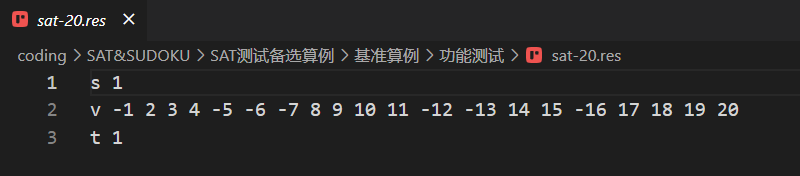 sat-20.res ×
coding > SAT&SUDOKU > SAT测试备选算例 > 基准算例 > 功能测试 > sat-20.res
1 s 1
2 v -1 2 3 4 -5 -6 -7 8 9 10 11 -12 -13 14 15 -16 17 18 19 20
3 t 1